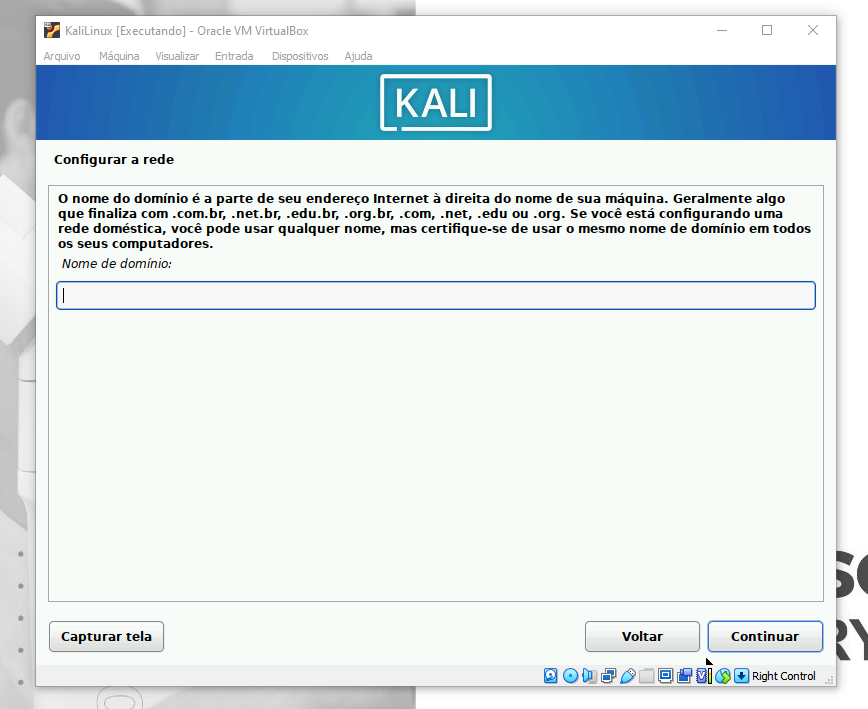 KaliLinux [Executando] - Oracle VM VirtualBox
Arquivo Máquina Visualizar Entrada Dispositivos Ajuda
KALI
Configurar a rede
O nome do domínio é a parte de seu endereço Internet à direita do nome de sua máquina. Geralmente algo
que finaliza com .com.br, .net.br, .edu.br, .org.br, .com, .net, .edu ou .org. Se você está configurando uma
rede doméstica, você pode usar qualquer nome, mas certifique-se de usar o mesmo nome de domínio em todos
os seus computadores.
Nome de domínio:
Capturar tela
Voltar
Continuar
Right Control